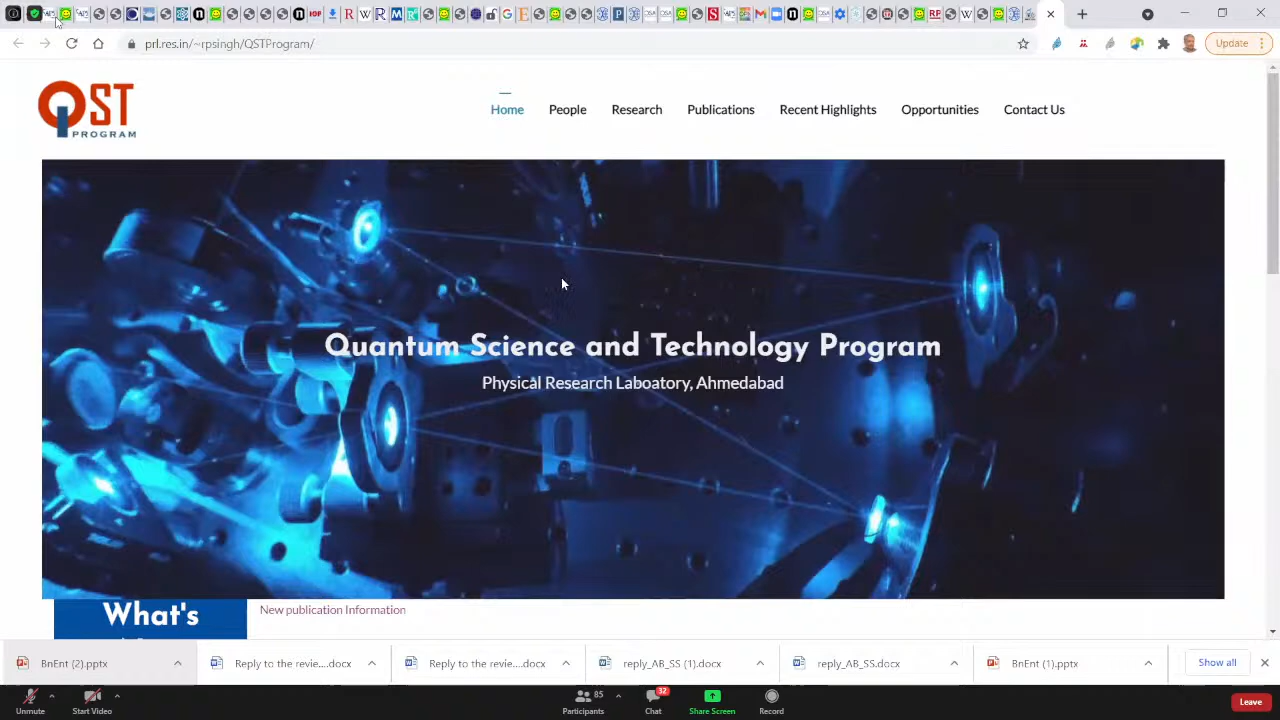 prl.res.in/~rpsingh/QSTProgram/
Update
QST
PROGRAM
Home People Research Publications Recent Highlights Opportunities Contact Us
Quantum Science and Technology Program
Physical Research Laboatory, Ahmedabad
What's
New publication Information
BnEnt (2).pptx Reply to the revie....docx Reply to the revie....docx reply_AB_SS (1).docx reply_AB_SS.docx BnEnt (1).pptx Show all
85
32
Unmute Start Video Participants Chat Share Screen Record Leave